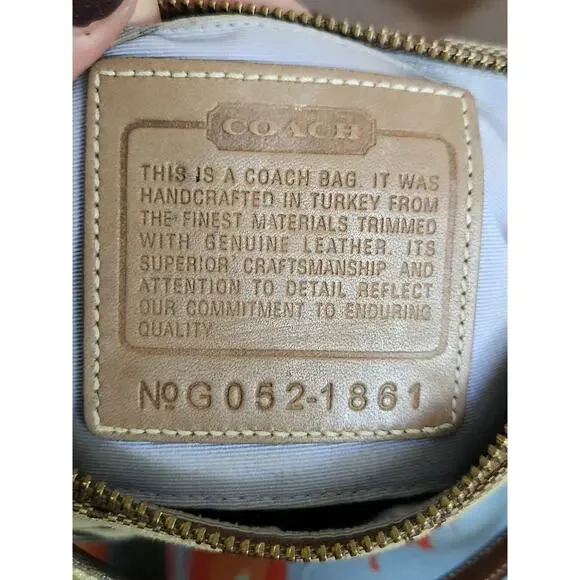 COACH
THIS IS A COACH BAG. IT WAS
HANDCRAFTED IN TURKEY FROM
THE FINEST MATERIALS TRIMMED
WITH GENUINE LEATHER. ITS
SUPERIOR CRAFTSMANSHIP AND
ATTENTION TO DETAIL REFLECT
OUR COMMITMENT TO ENDURING
QUALITY
NOG052-1861